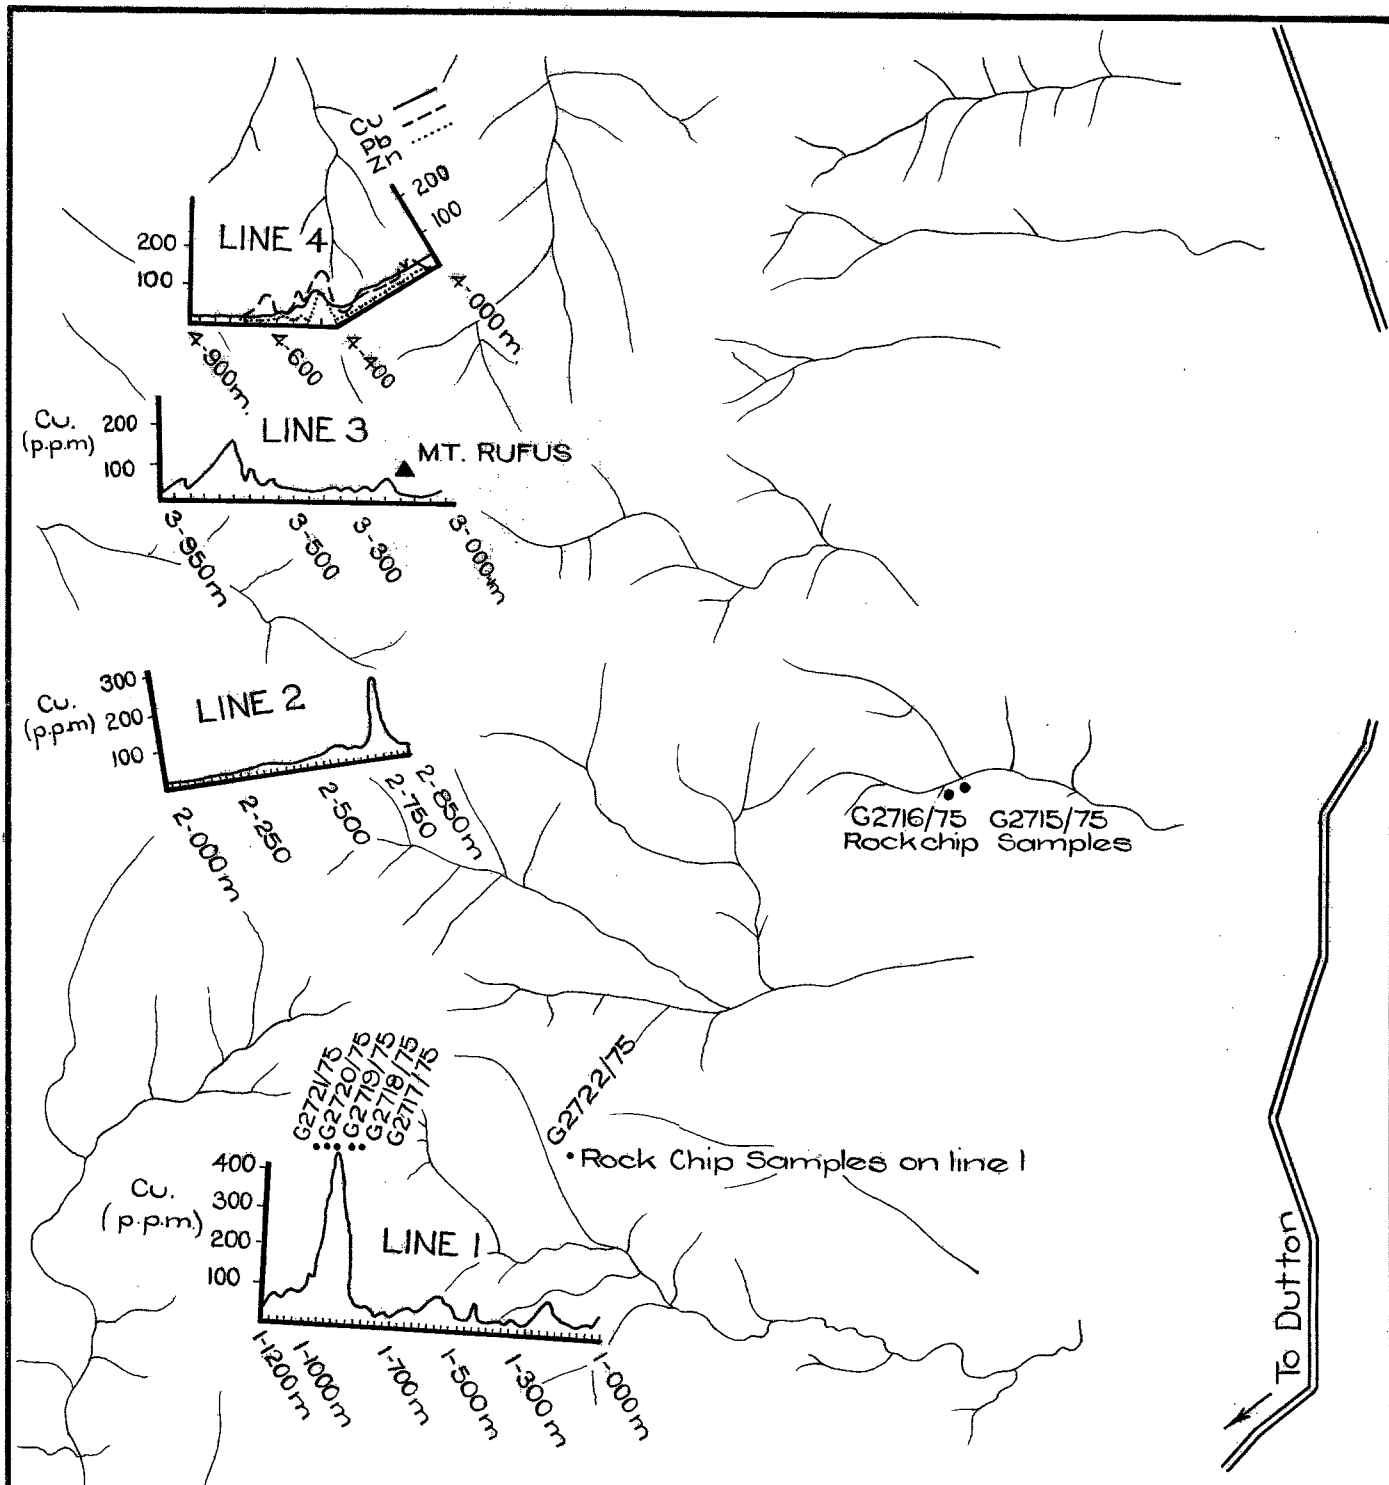 Cu
Pb
Zn
200
100
LINE 4
200
100
4-900m.
4-600
4-400
4-000m.
Cu.
(p.p.m)
200
100
LINE 3
MT. RUFUS
3-950m
3-500
3-300
3-000m
Cu.
(p.p.m)
300
200
100
LINE 2
2-000m
2-250
2-500
2-750
2-850m
G2716/75 G2715/75
Rockchip Samples
G2721/75
G2720/75
G2719/75
G2718/75
G2717/75
G2722/75
Rock Chip Samples on line 1
Cu.
(p.p.m.)
400
300
200
100
LINE 1
1-1200m
1-1000m
1-700m
1-500m
1-300m
1-000m
To Dutton